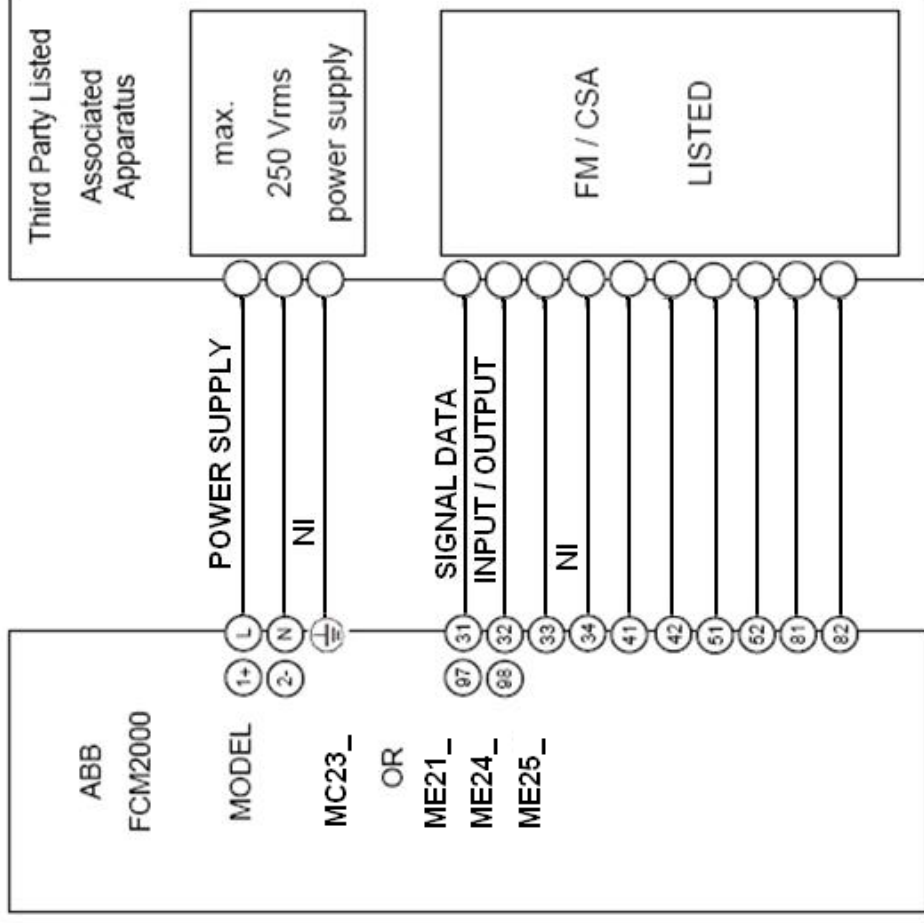 Third Party Listed
Associated
Apparatus
max.
250 Vrms
power supply
FM / CSA
LISTED
POWER SUPPLY
NI
SIGNAL DATA
INPUT / OUTPUT
NI
ABB
FCM2000
MODEL
MC23_
OR
ME21_
ME24_
ME25_
1+ L
2- N
97 31
98 32
33
34
41
42
51
52
81
82